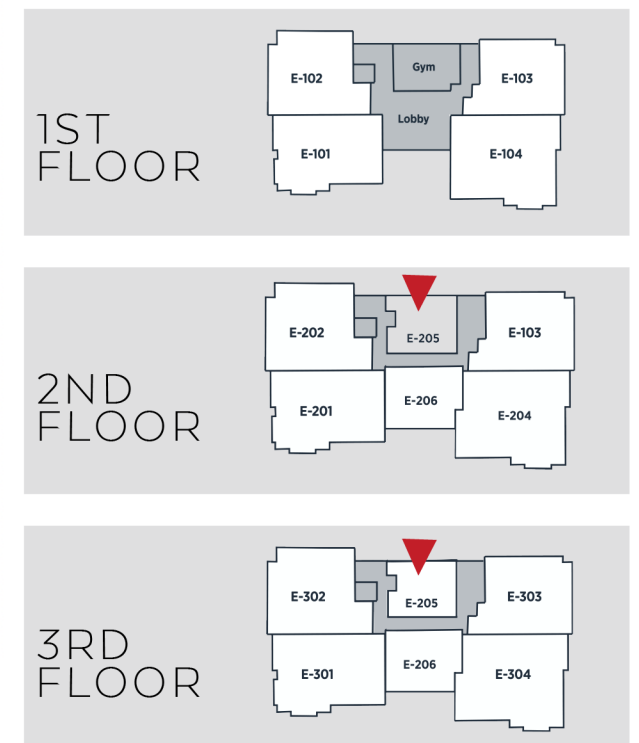 1ST
FLOOR
E-102
Gym
E-103
Lobby
E-101
E-104
2ND
FLOOR
E-202
E-205
E-103
E-201
E-206
E-204
3RD
FLOOR
E-302
E-205
E-303
E-301
E-206
E-304